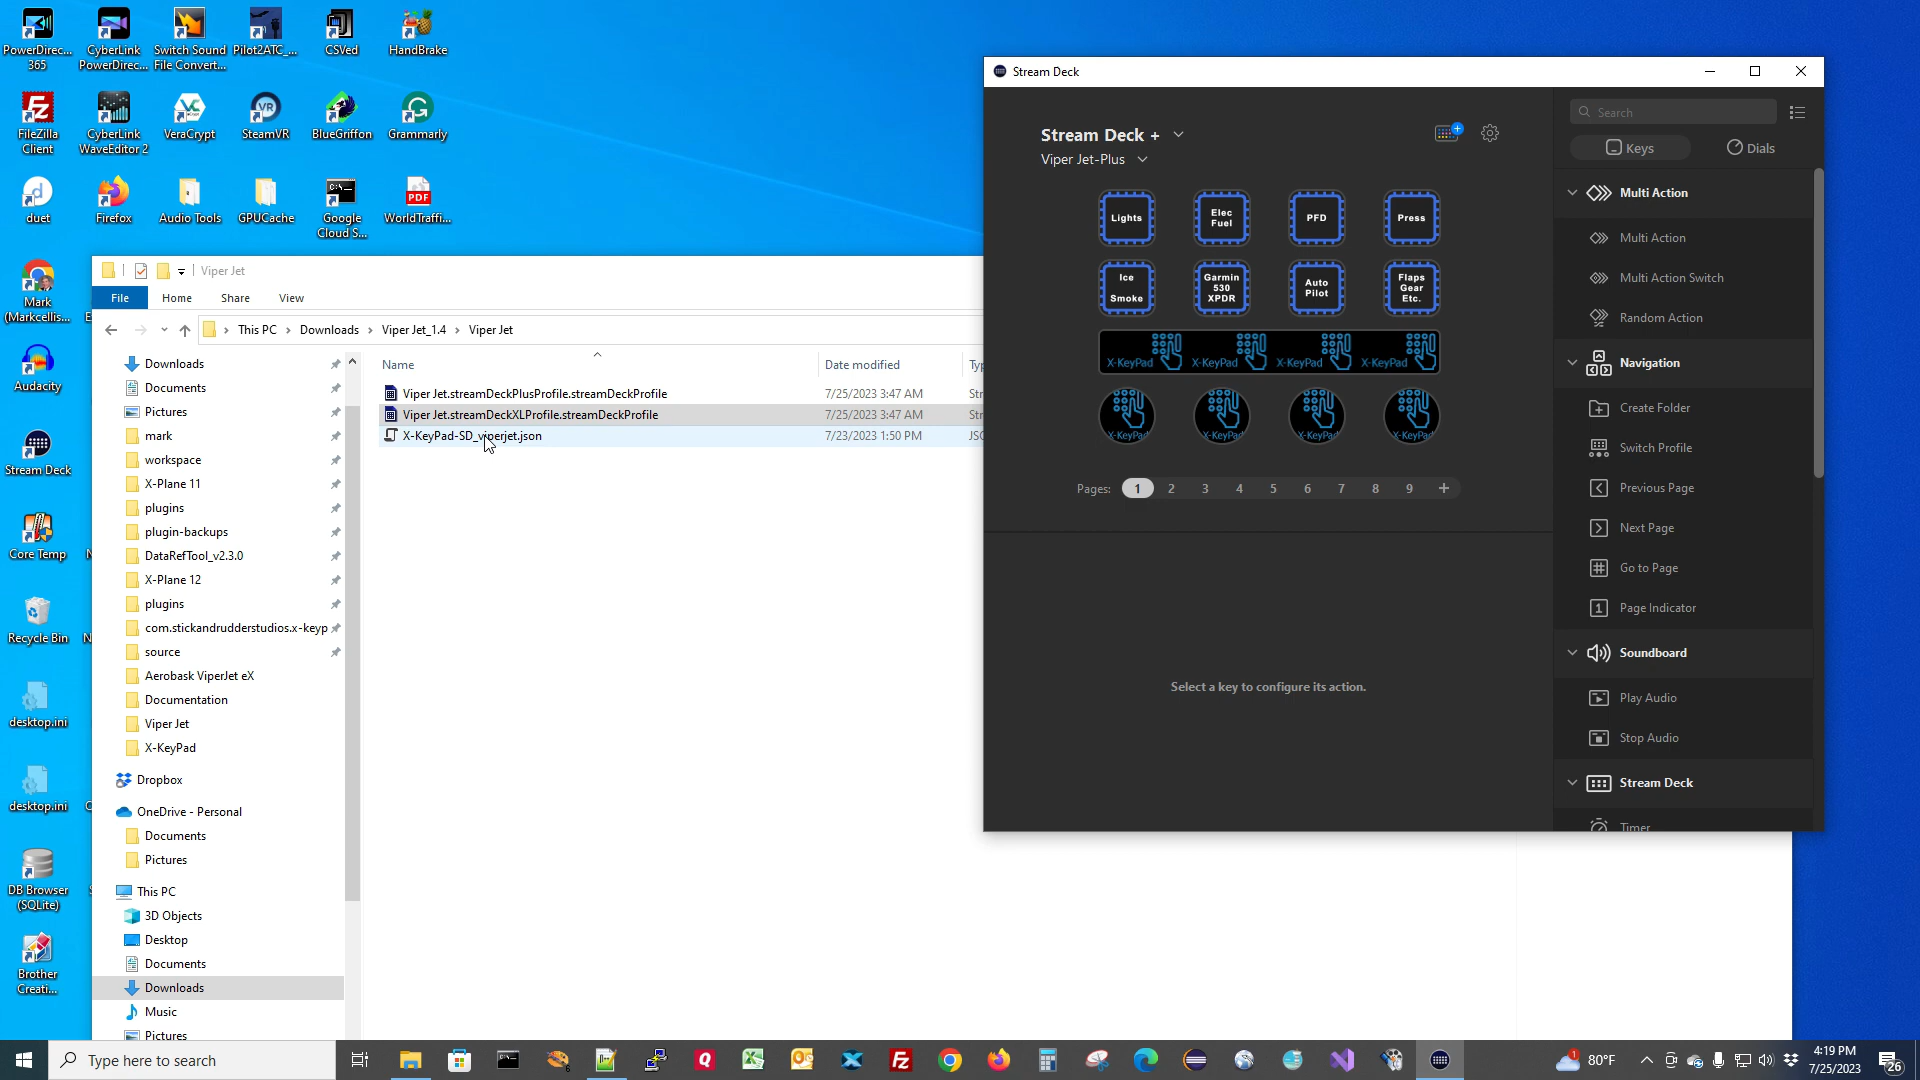 PowerDirec...
365
CyberLink
PowerDirec...
Switch Sound
File Convert...
Pilot2ATC_...
CSVed
HandBrake
FileZilla
Client
CyberLink
WaveEditor 2
VeraCrypt
SteamVR
BlueGriffon
Grammarly
duet
Firefox
Audio Tools
GPUCache
Google
Cloud S...
PDF
WorldTraffi...
Mark
(Markcellis...
Audacity
Stream Deck
Core Temp
Recycle Bin
desktop.ini
desktop.ini
DB Browser
(SQLite)
Brother
Creati...
Viper Jet
File
Home
Share
View
This PC
Downloads
Viper Jet_1.4
Viper Jet
Name
Date modified
Viper Jet.streamDeckPlusProfile.streamDeckProfile
7/25/2023 3:47 AM
Viper Jet.streamDeckXLProfile.streamDeckProfile
7/25/2023 3:47 AM
X-KeyPad-SD_viperjet.json
7/23/2023 1:50 PM
Downloads
Documents
Pictures
mark
workspace
X-Plane 11
plugins
plugin-backups
DataRefTool_v2.3.0
X-Plane 12
plugins
com.stickandrudderstudios.x-keyp
source
Aerobask ViperJet eX
Documentation
Viper Jet
X-KeyPad
Dropbox
OneDrive - Personal
Documents
Pictures
This PC
3D Objects
Desktop
Documents
Downloads
Music
Pictures
Stream Deck
Stream Deck +
Viper Jet-Plus
Lights
Elec
Fuel
PFD
Press
Ice
Smoke
Garmin
530
XPDR
Auto
Pilot
Flaps
Gear
Etc.
X-KeyPad X-KeyPad X-KeyPad X-KeyPad
X-KeyPad X-KeyPad X-KeyPad X-KeyPad
Pages: 1 2 3 4 5 6 7 8 9 +
Select a key to configure its action.
Search
Keys
Dials
Multi Action
Multi Action
Multi Action Switch
Random Action
Navigation
Create Folder
Switch Profile
Previous Page
Next Page
Go to Page
Page Indicator
Soundboard
Play Audio
Stop Audio
Stream Deck
Timer
Type here to search
80°F
4:19 PM
7/25/2023
26